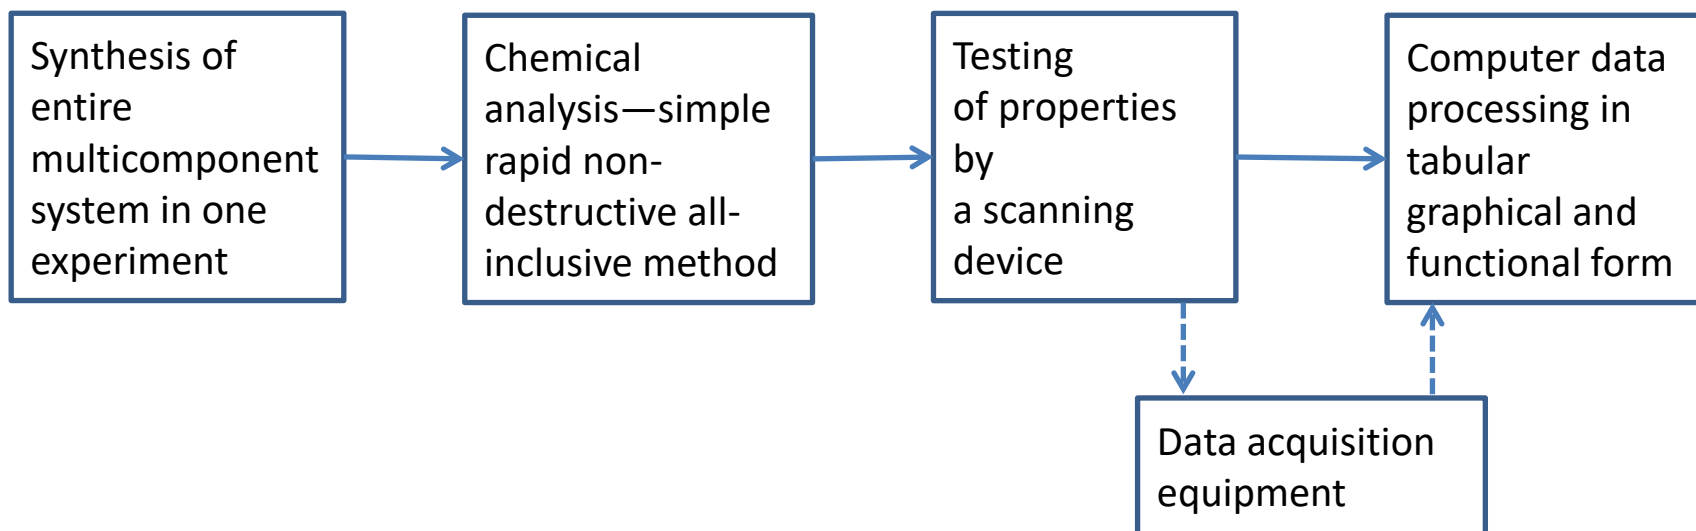 Synthesis of
entire
multicomponent
system in one
experiment
Chemical
analysis—simple
rapid non-
destructive all-
inclusive method
Testing
of properties
by
a scanning
device
Computer data
processing in
tabular
graphical and
functional form
Data acquisition
equipment